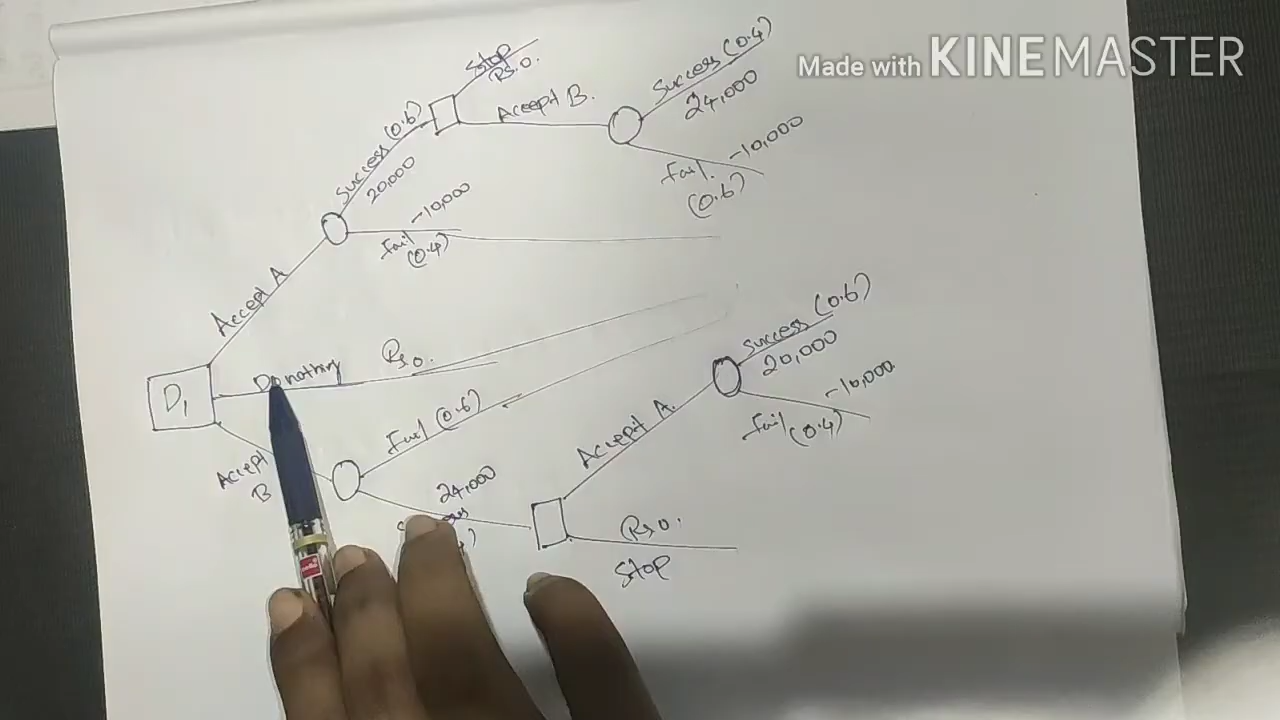 Made with KINEMASTER
Stop
Rs.0.
Accept B.
Success (0.4)
24,000
-10,000
Fail.
(0.6)
Success (0.6)
20,000
-10,000
Fail
(0.4)
Accept A
D1
Do nothing
Rs 0.
Accept
B
Fail (0.6)
24,000
Accept A.
Success (0.6)
20,000
-10,000
Fail (0.4)
Rs 0.
Stop